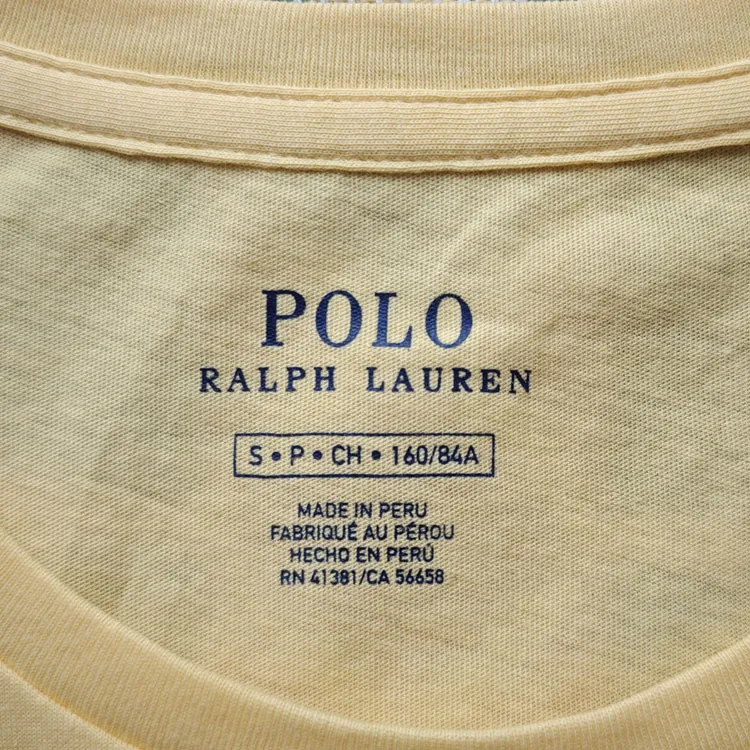 POLO
RALPH LAUREN
S • P • CH • 160/84A
MADE IN PERU
FABRIQUÉ AU PÉROU
HECHO EN PERÚ
RN 41381/CA 56658